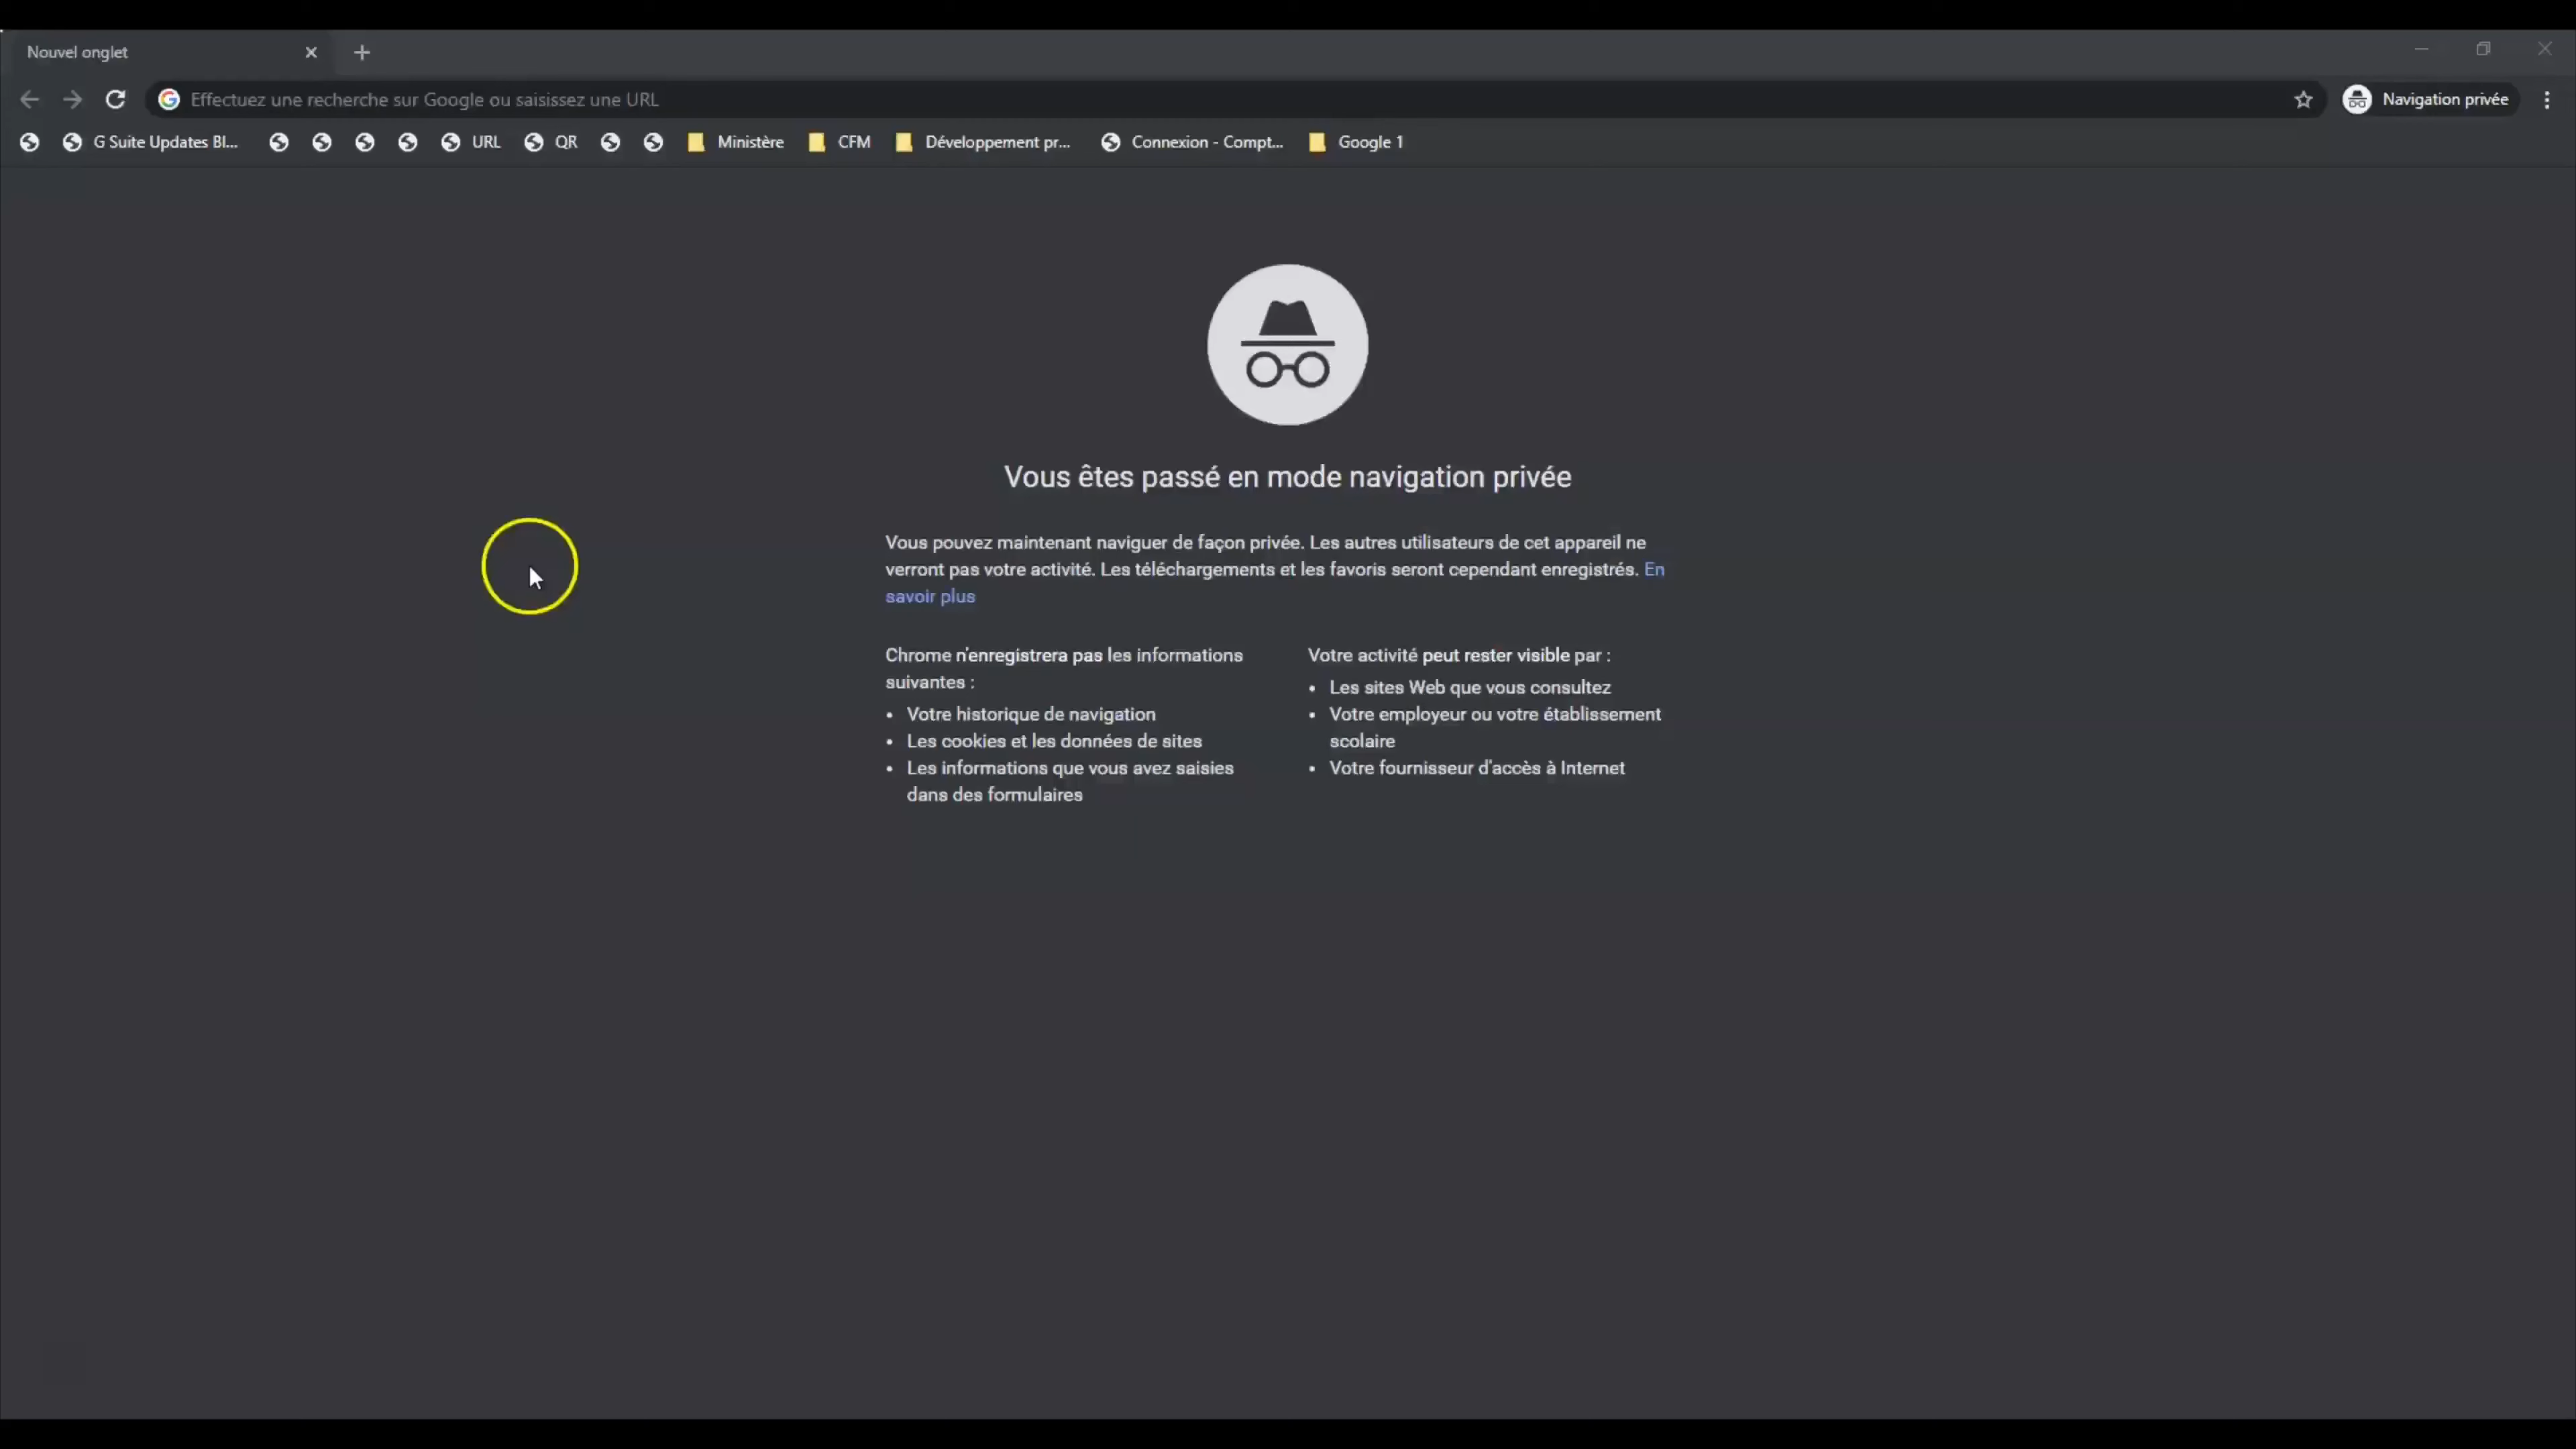 Nouvel onglet
Effectuez une recherche sur Google ou saisissez une URL
Navigation privée
G Suite Updates Bl...
URL
QR
Ministère
CFM
Développement pr...
Connexion - Compt...
Google 1
Vous êtes passé en mode navigation privée
Vous pouvez maintenant naviguer de façon privée. Les autres utilisateurs de cet appareil ne
verront pas votre activité. Les téléchargements et les favoris seront cependant enregistrés. En
savoir plus
Chrome n'enregistrera pas les informations
suivantes :
• Votre historique de navigation
• Les cookies et les données de sites
• Les informations que vous avez saisies
dans des formulaires
Votre activité peut rester visible par :
• Les sites Web que vous consultez
• Votre employeur ou votre établissement
scolaire
• Votre fournisseur d'accès à Internet